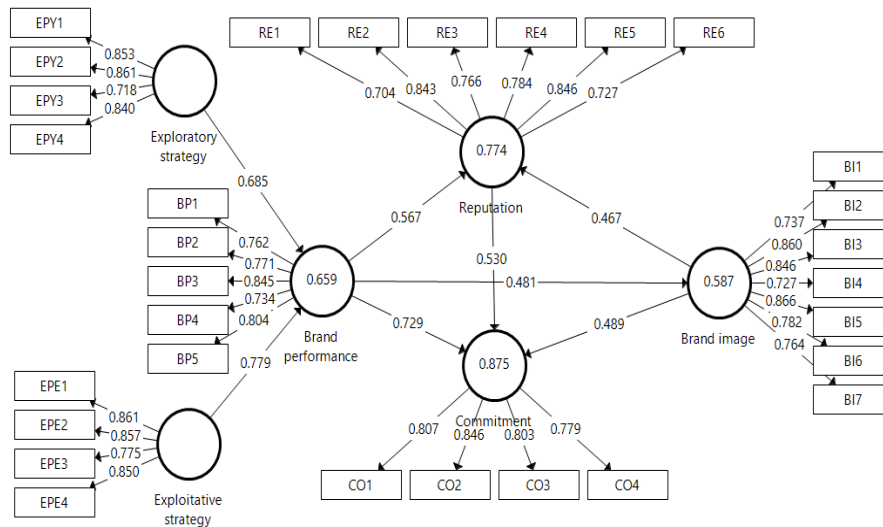 EPY1
EPY2
EPY3
EPY4
0.853
0.861
0.718
0.840
Exploratory
strategy
0.685
RE1
RE2
RE3
RE4
RE5
RE6
0.704
0.843
0.766
0.784
0.846
0.727
0.774
Reputation
BP1
BP2
BP3
BP4
BP5
0.762
0.771
0.845
0.734
0.804
0.659
Brand
performance
0.567
0.467
0.530
0.481
0.729
0.489
0.779
BI1
BI2
BI3
BI4
BI5
BI6
BI7
0.737
0.860
0.846
0.727
0.866
0.782
0.764
0.587
Brand image
EPE1
EPE2
EPE3
EPE4
0.861
0.857
0.775
0.850
Exploitative
strategy
0.875
Commitment
0.807
0.846
0.803
0.779
CO1
CO2
CO3
CO4